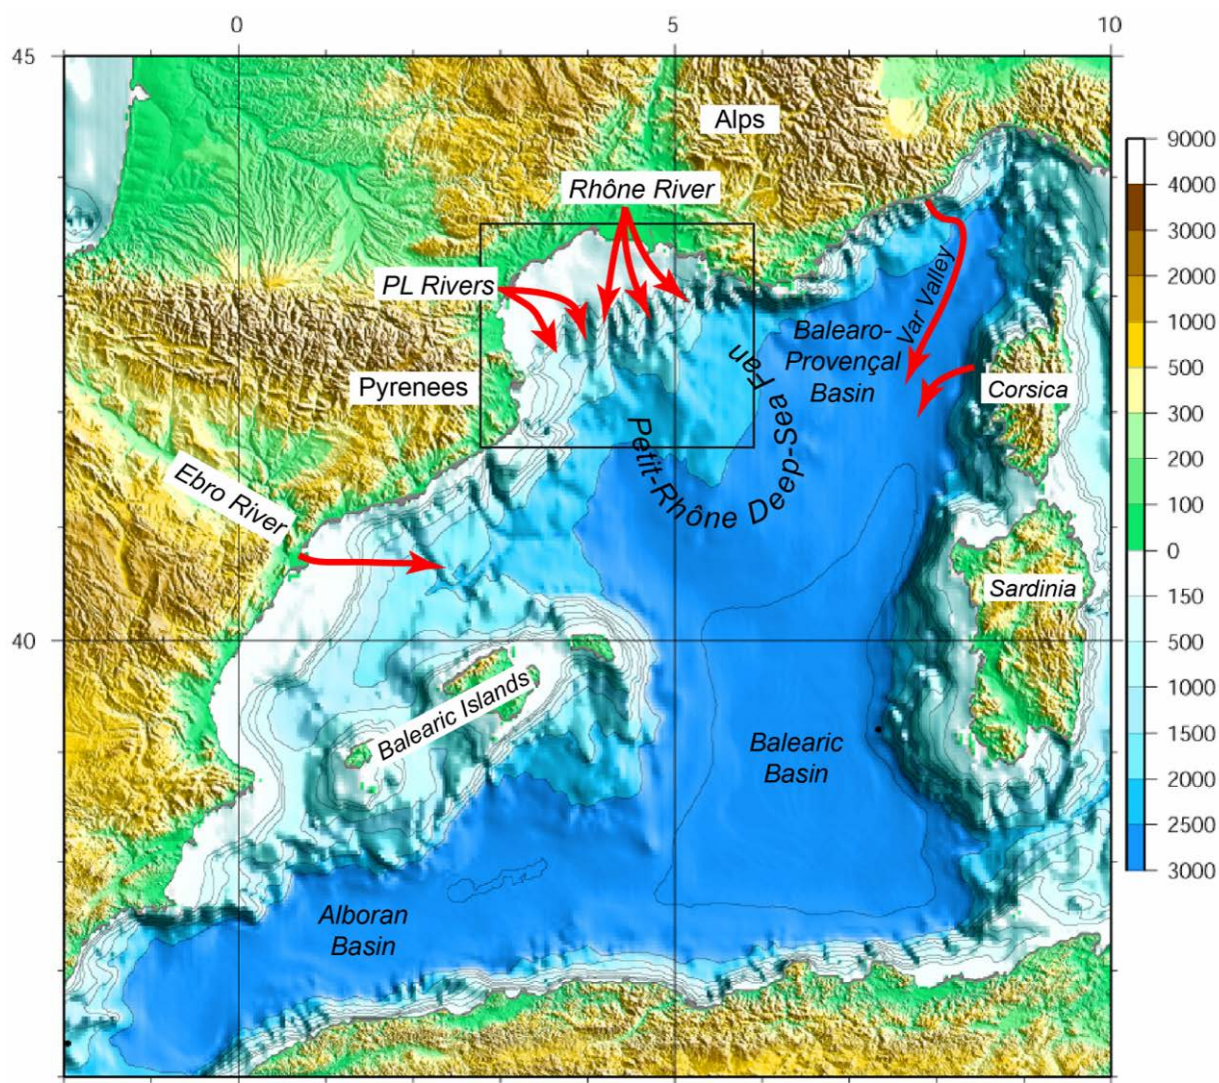 0 5 10
45
Alps
Rhône River
PL Rivers
Var Valley
Balearo-
Provençal
Basin
Pyrenees
Corsica
Petit-Rhône Deep-Sea Fan
Ebro River
Sardinia
40
Balearic Islands
Balearic
Basin
Alboran
Basin
9000
4000
3000
2000
1000
500
300
200
100
0
150
500
1000
1500
2000
2500
3000